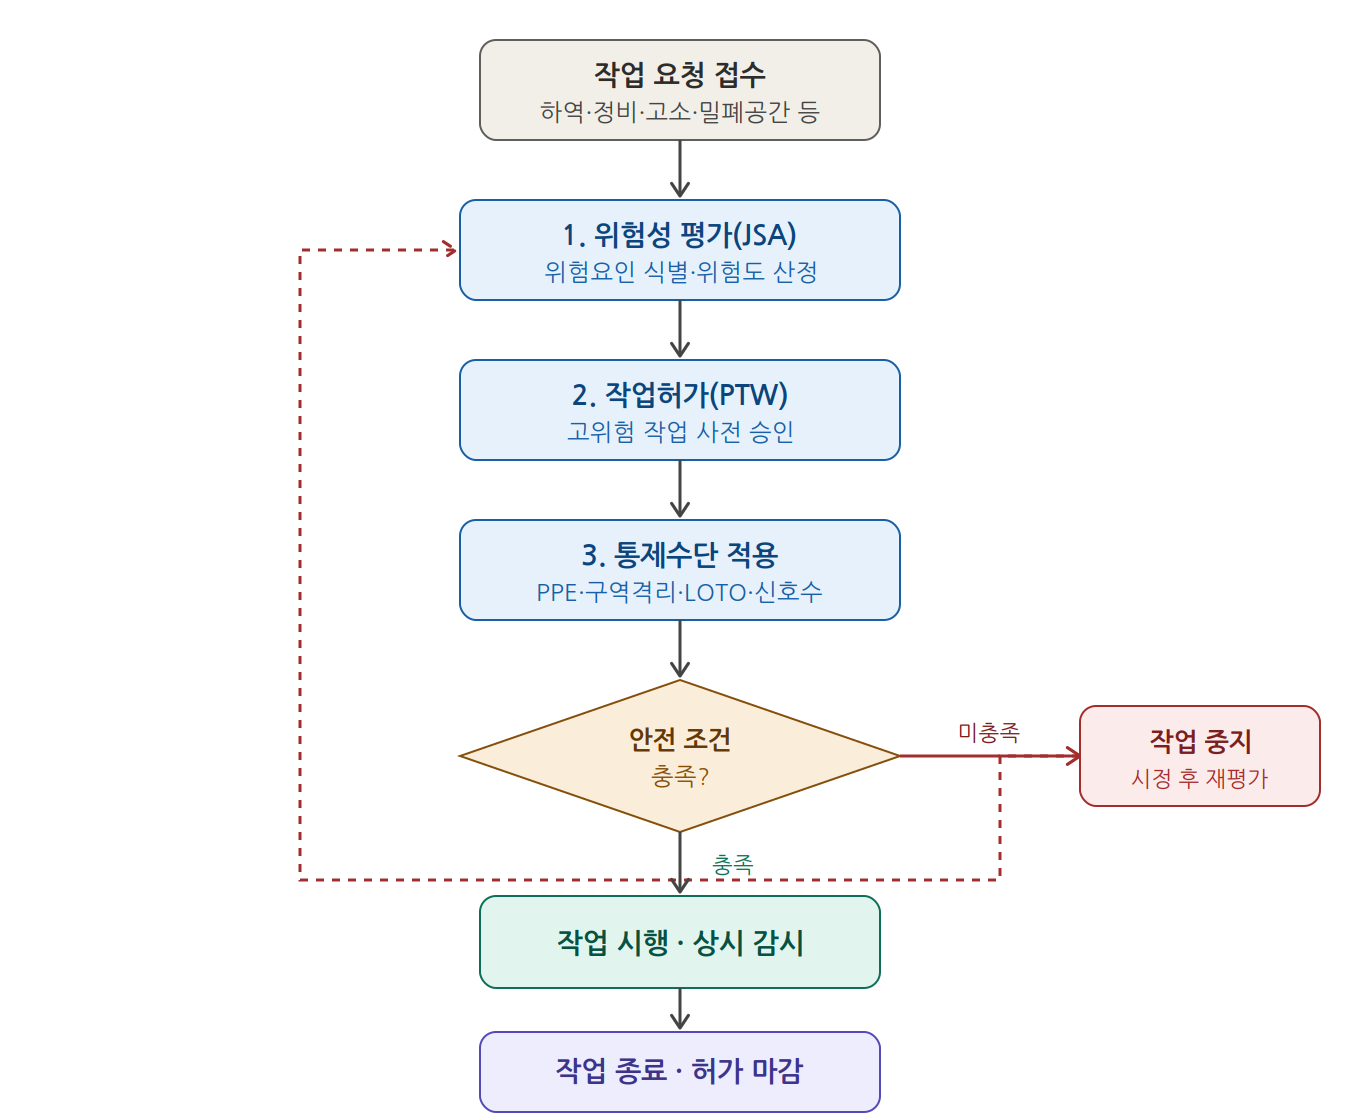 작업 요청 접수
하역·정비·고소·밀폐공간 등
1. 위험성 평가(JSA)
위험요인 식별·위험도 산정
2. 작업허가(PTW)
고위험 작업 사전 승인
3. 통제수단 적용
PPE·구역격리·LOTO·신호수
안전 조건
충족?
미충족
작업 중지
시정 후 재평가
충족
작업 시행 · 상시 감시
작업 종료 · 허가 마감